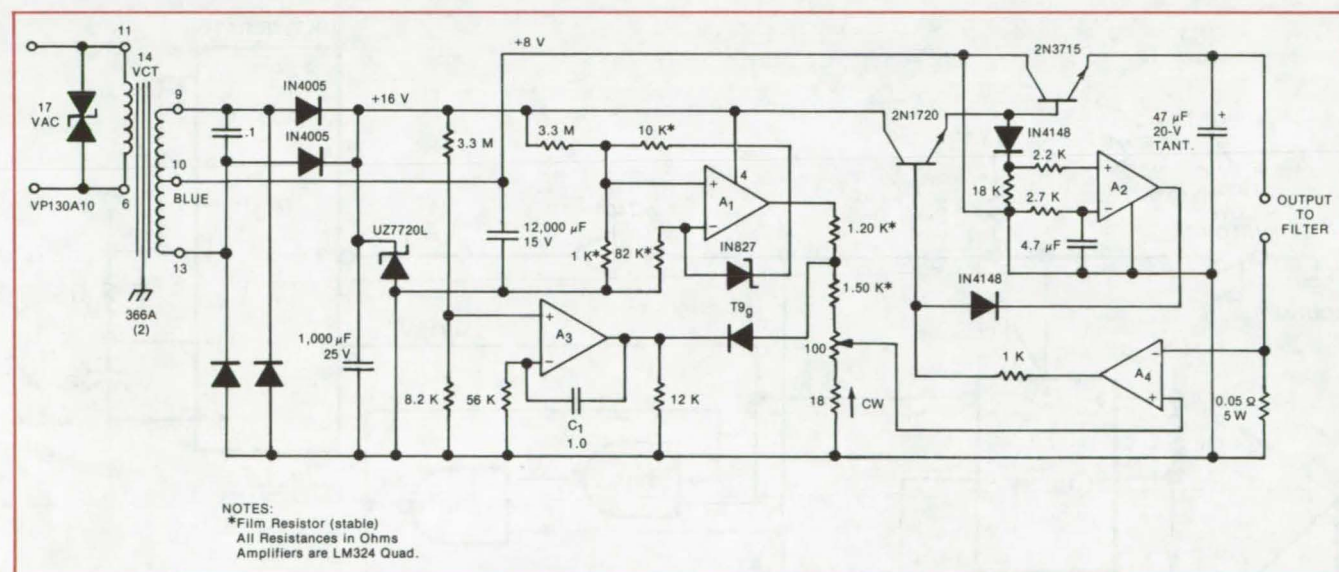 11
14
VCT
17
VAC
VP130A10
6
366A
(2)
9
10
BLUE
13
.1
IN4005
IN4005
+16 V
+8 V
UZ7720L
1,000 µF
25 V
3.3 M
8.2 K
12,000 µF
15 V
56 K
3.3 M
10 K*
1 K*
82 K*
+
−
A1
4
IN827
+
−
A3
C1
1.0
12 K
T9g
1.20 K*
1.50 K*
100
18
CW
2N1720
2N3715
IN4148
2.2 K
18 K
2.7 K
4.7 µF
+
−
A2
IN4148
1 K
−
+
A4
47 µF
20-V
TANT.
+
OUTPUT
TO
FILTER
0.05 Ω
5 W
NOTES:
*Film Resistor (stable)
All Resistances in Ohms
Amplifiers are LM324 Quad.